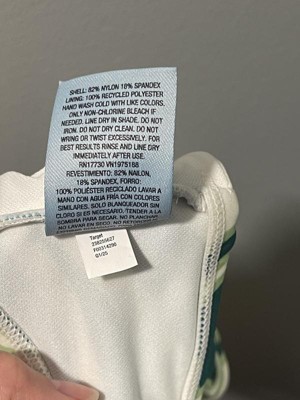 SHELL: 82% NYLON 18% SPANDEX
LINING: 100% RECYCLED POLYESTER
HAND WASH COLD WITH LIKE COLORS.
ONLY NON-CHLORINE BLEACH IF
NEEDED. LINE DRY IN SHADE. DO NOT
IRON. DO NOT DRY CLEAN. DO NOT
WRING OR TWIST EXCESSIVELY. FOR
BEST RESULTS RINSE AND LINE DRY
IMMEDIATELY AFTER USE.
RN17730 VN1975188
REVESTIMIENTO: 82% NAILON,
18% SPANDEX, FORRO:
100% POLIÉSTER RECICLADO LAVAR A
MANO CON AGUA FRÍA CON COLORES
SIMILARES. SOLO BLANQUEADOR SIN
CLORO SI ES NECESARIO. TENDER A LA
SOMBRA PARA SECAR. NO PLANCHAR
Target
Q1/25